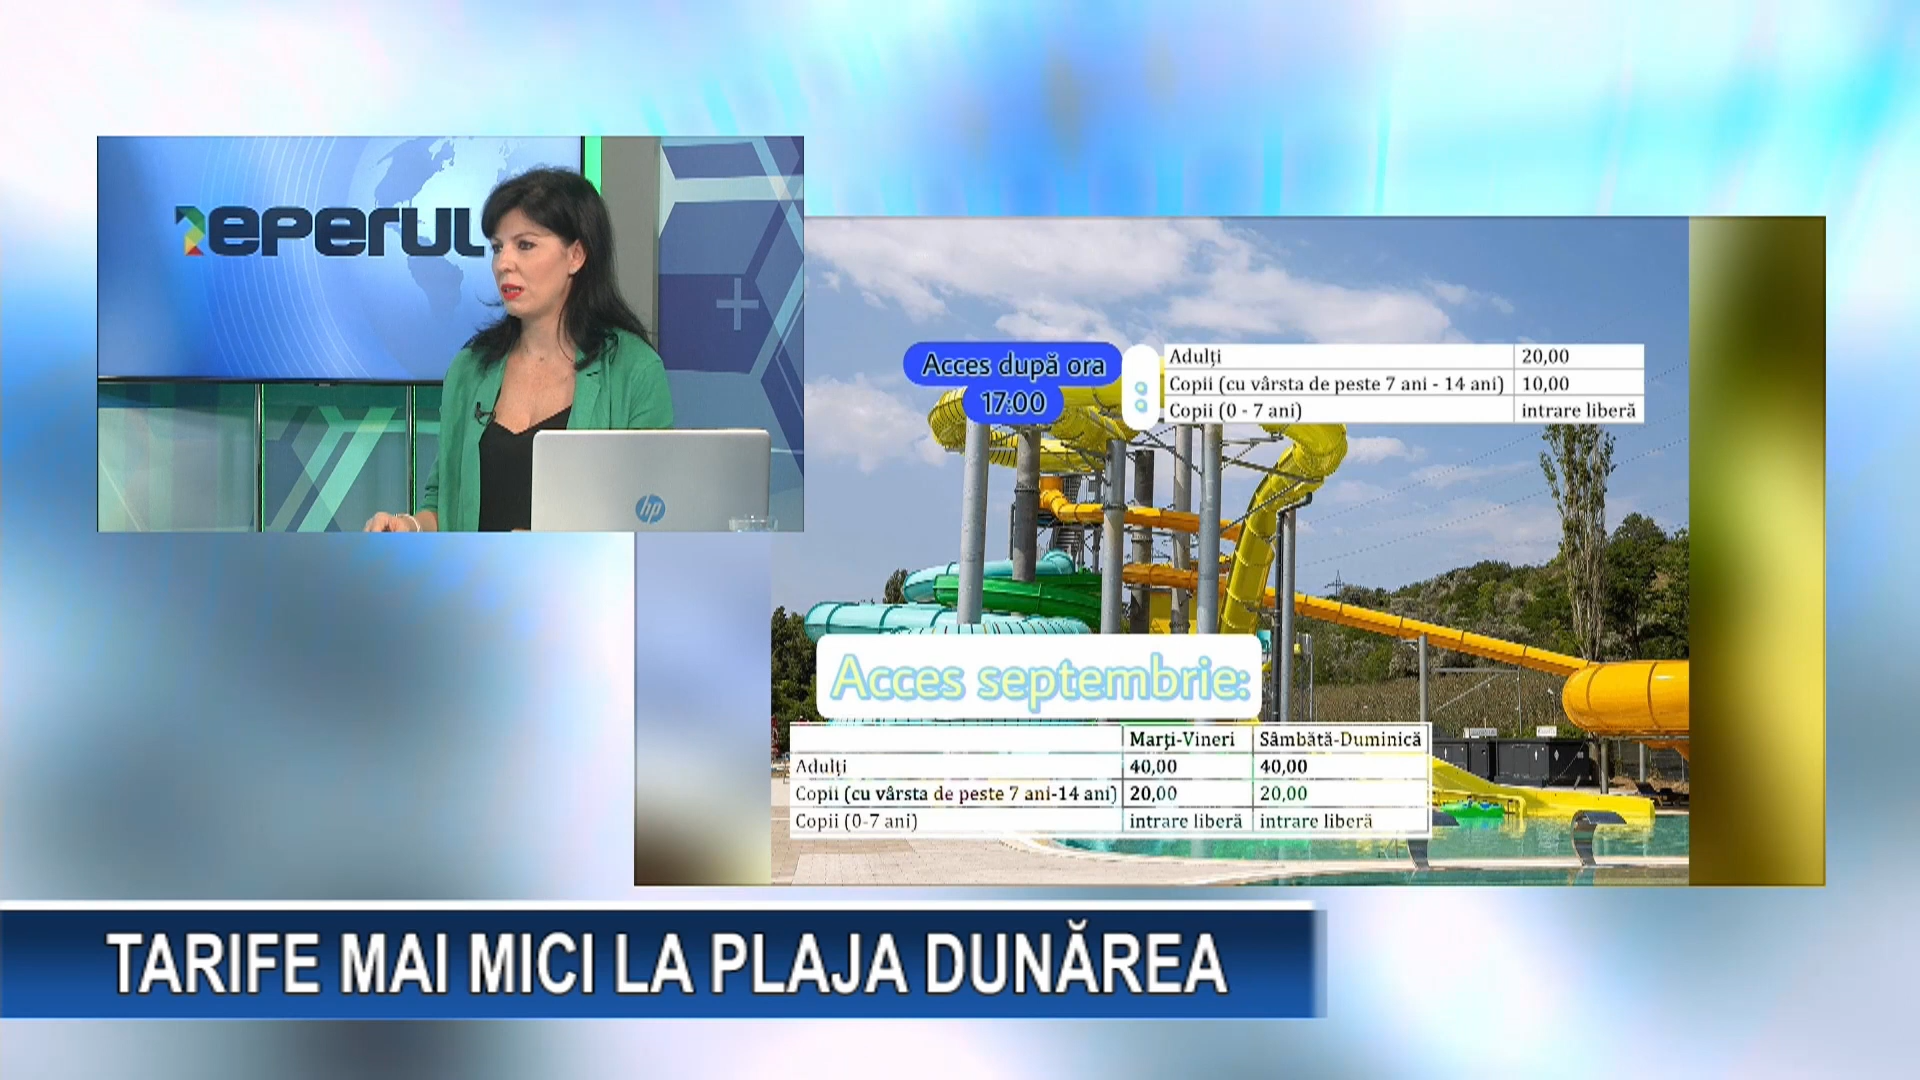 Reperul
hp
Acces după ora
17:00
Adulți 20,00
Copii (cu vârsta de peste 7 ani - 14 ani) 10,00
Copii (0 - 7 ani) intrare liberă
Acces septembrie:
Marți-Vineri Sâmbătă-Duminică
Adulți 40,00 40,00
Copii (cu vârsta de peste 7 ani-14 ani) 20,00 20,00
Copii (0-7 ani) intrare liberă intrare liberă
TARIFE MAI MICI LA PLAJA DUNĂREA